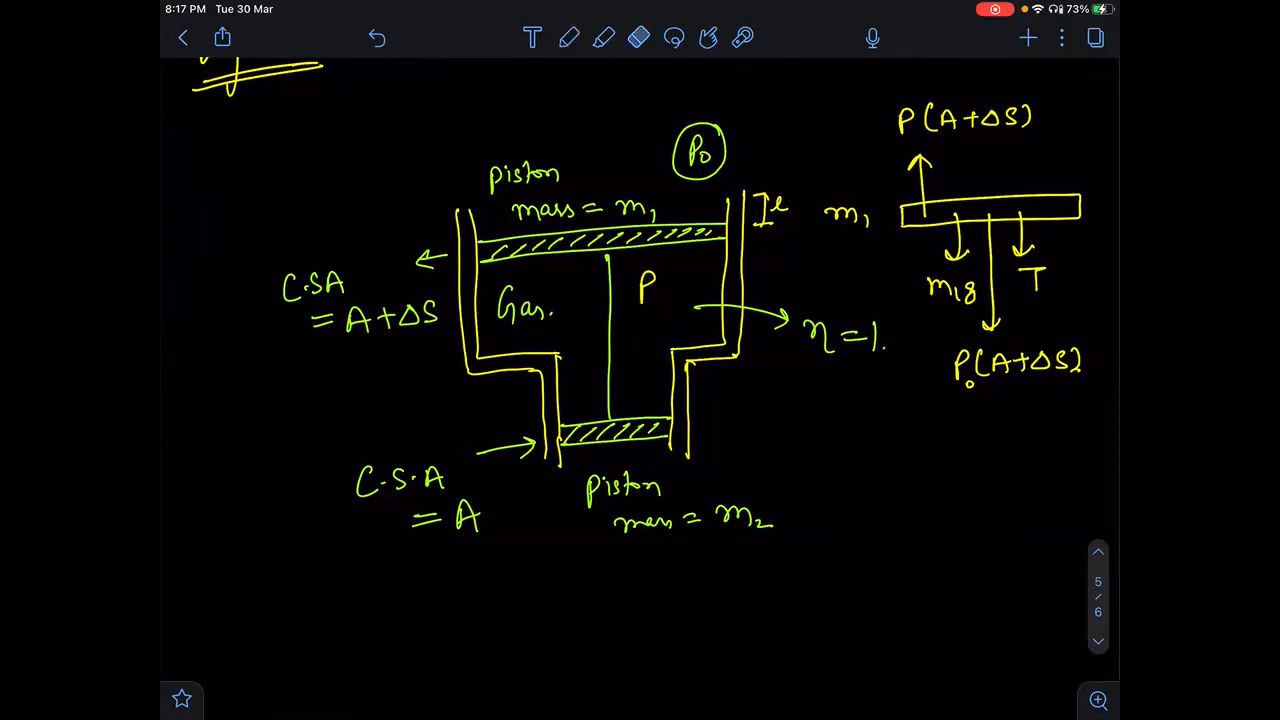 8:17 PM Tue 30 Mar
73%
P(A+ΔS)
P₀
piston
mass = m₁
l
m₁
C.SA
= A+ΔS
Gas.
P
m₁g
T
η=1.
P₀(A+ΔS)
C.S.A
= A
piston
mass = m₂
5
/
6